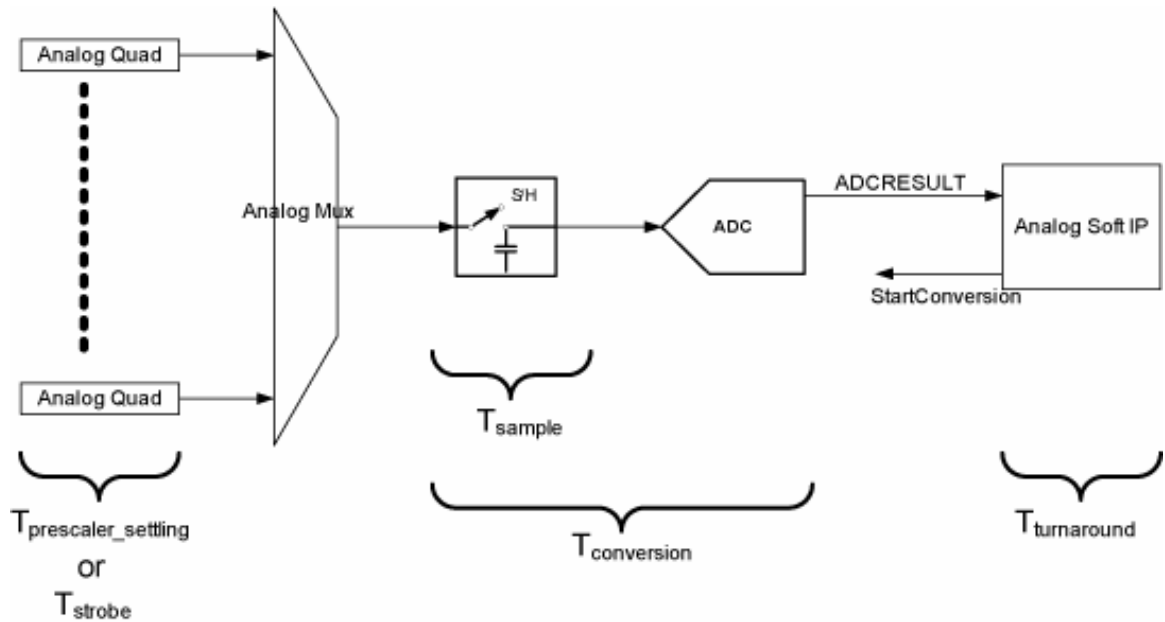 Analog Quad
Analog Mux
S/H
ADC
ADCRESULT
Analog Soft IP
StartConversion
Analog Quad
Tsample
Tprescaler_settling
or
Tstrobe
Tconversion
Tturnaround